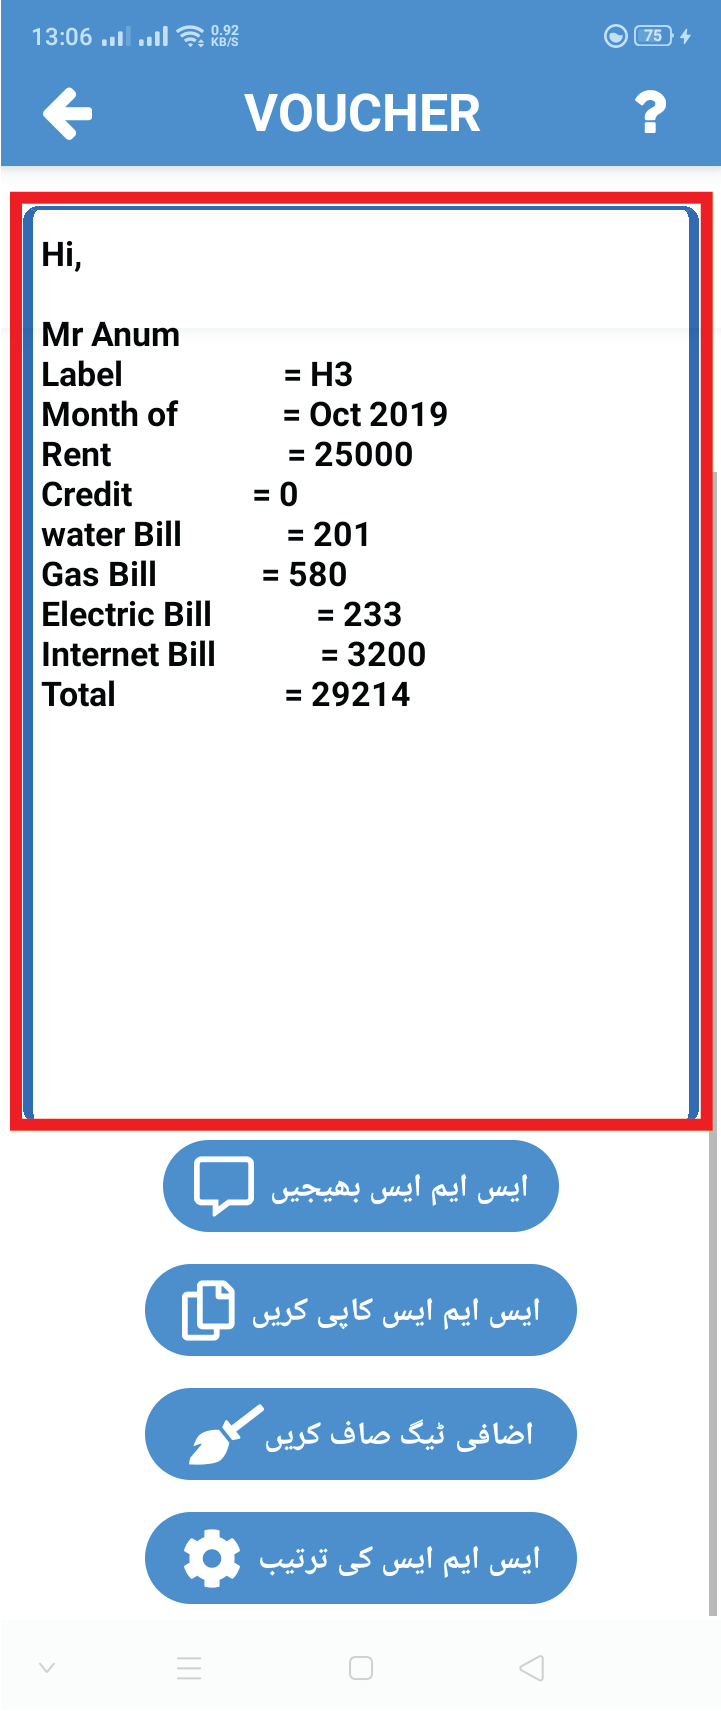 13:06 0.92 KB/S 75
VOUCHER ?
Hi,
Mr Anum
Label = H3
Month of = Oct 2019
Rent = 25000
Credit = 0
water Bill = 201
Gas Bill = 580
Electric Bill = 233
Internet Bill = 3200
Total = 29214
ایس ایم ایس بھیجیں
ایس ایم ایس کاپی کریں
اضافی ٹیگ صاف کریں
ایس ایم ایس کی ترتیب